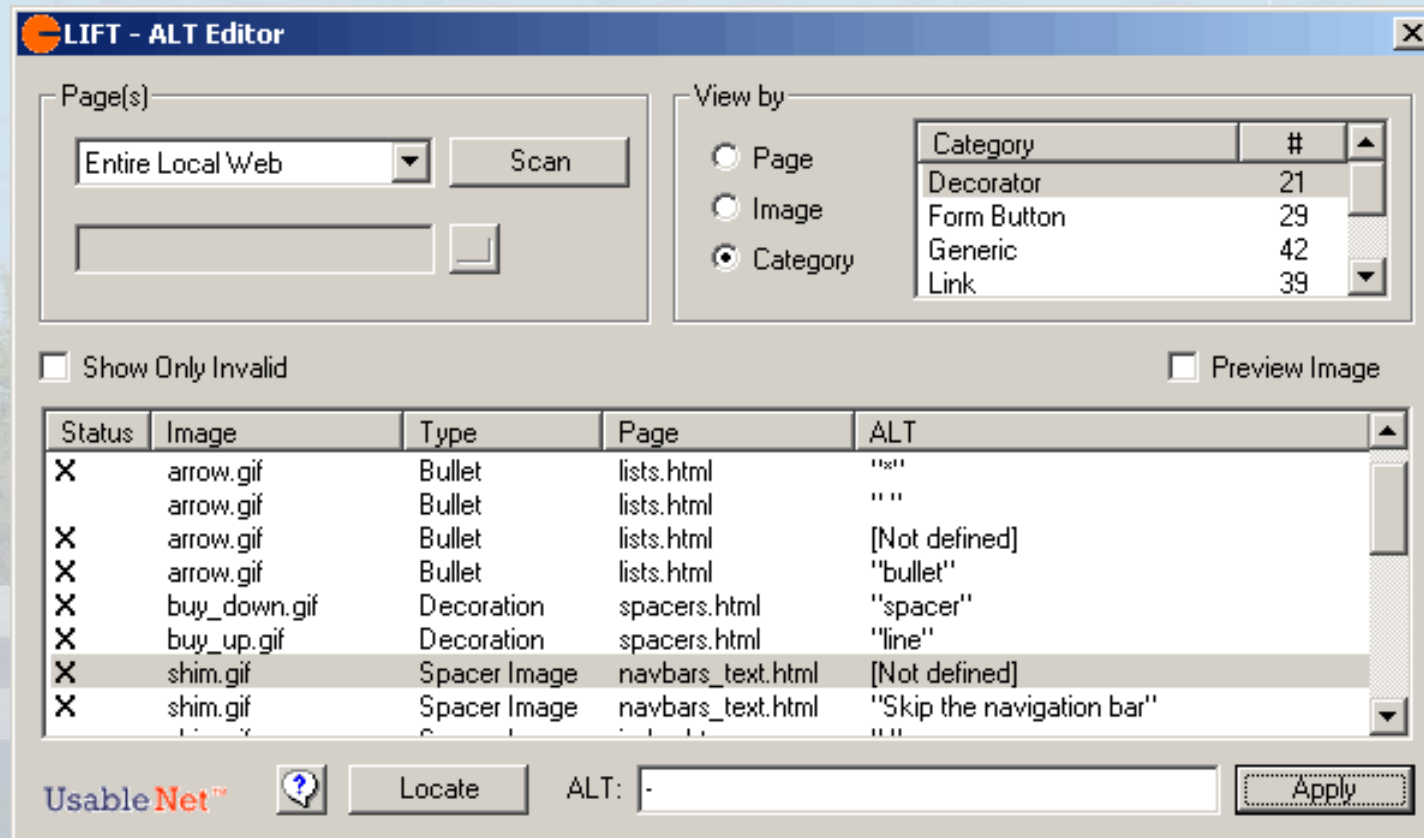 LIFT - ALT Editor
Page(s)
Entire Local Web
Scan
View by
Page
Image
Category
Category #
Decorator 21
Form Button 29
Generic 42
Link 39
Show Only Invalid
Preview Image
Status Image Type Page ALT
X arrow.gif Bullet lists.html "*"
arrow.gif Bullet lists.html " "
X arrow.gif Bullet lists.html [Not defined]
X arrow.gif Bullet lists.html "bullet"
X buy_down.gif Decoration spacers.html "spacer"
X buy_up.gif Decoration spacers.html "line"
X shim.gif Spacer Image navbars_text.html [Not defined]
X shim.gif Spacer Image navbars_text.html "Skip the navigation bar"
UsableNet™
?
Locate
ALT: -
Apply